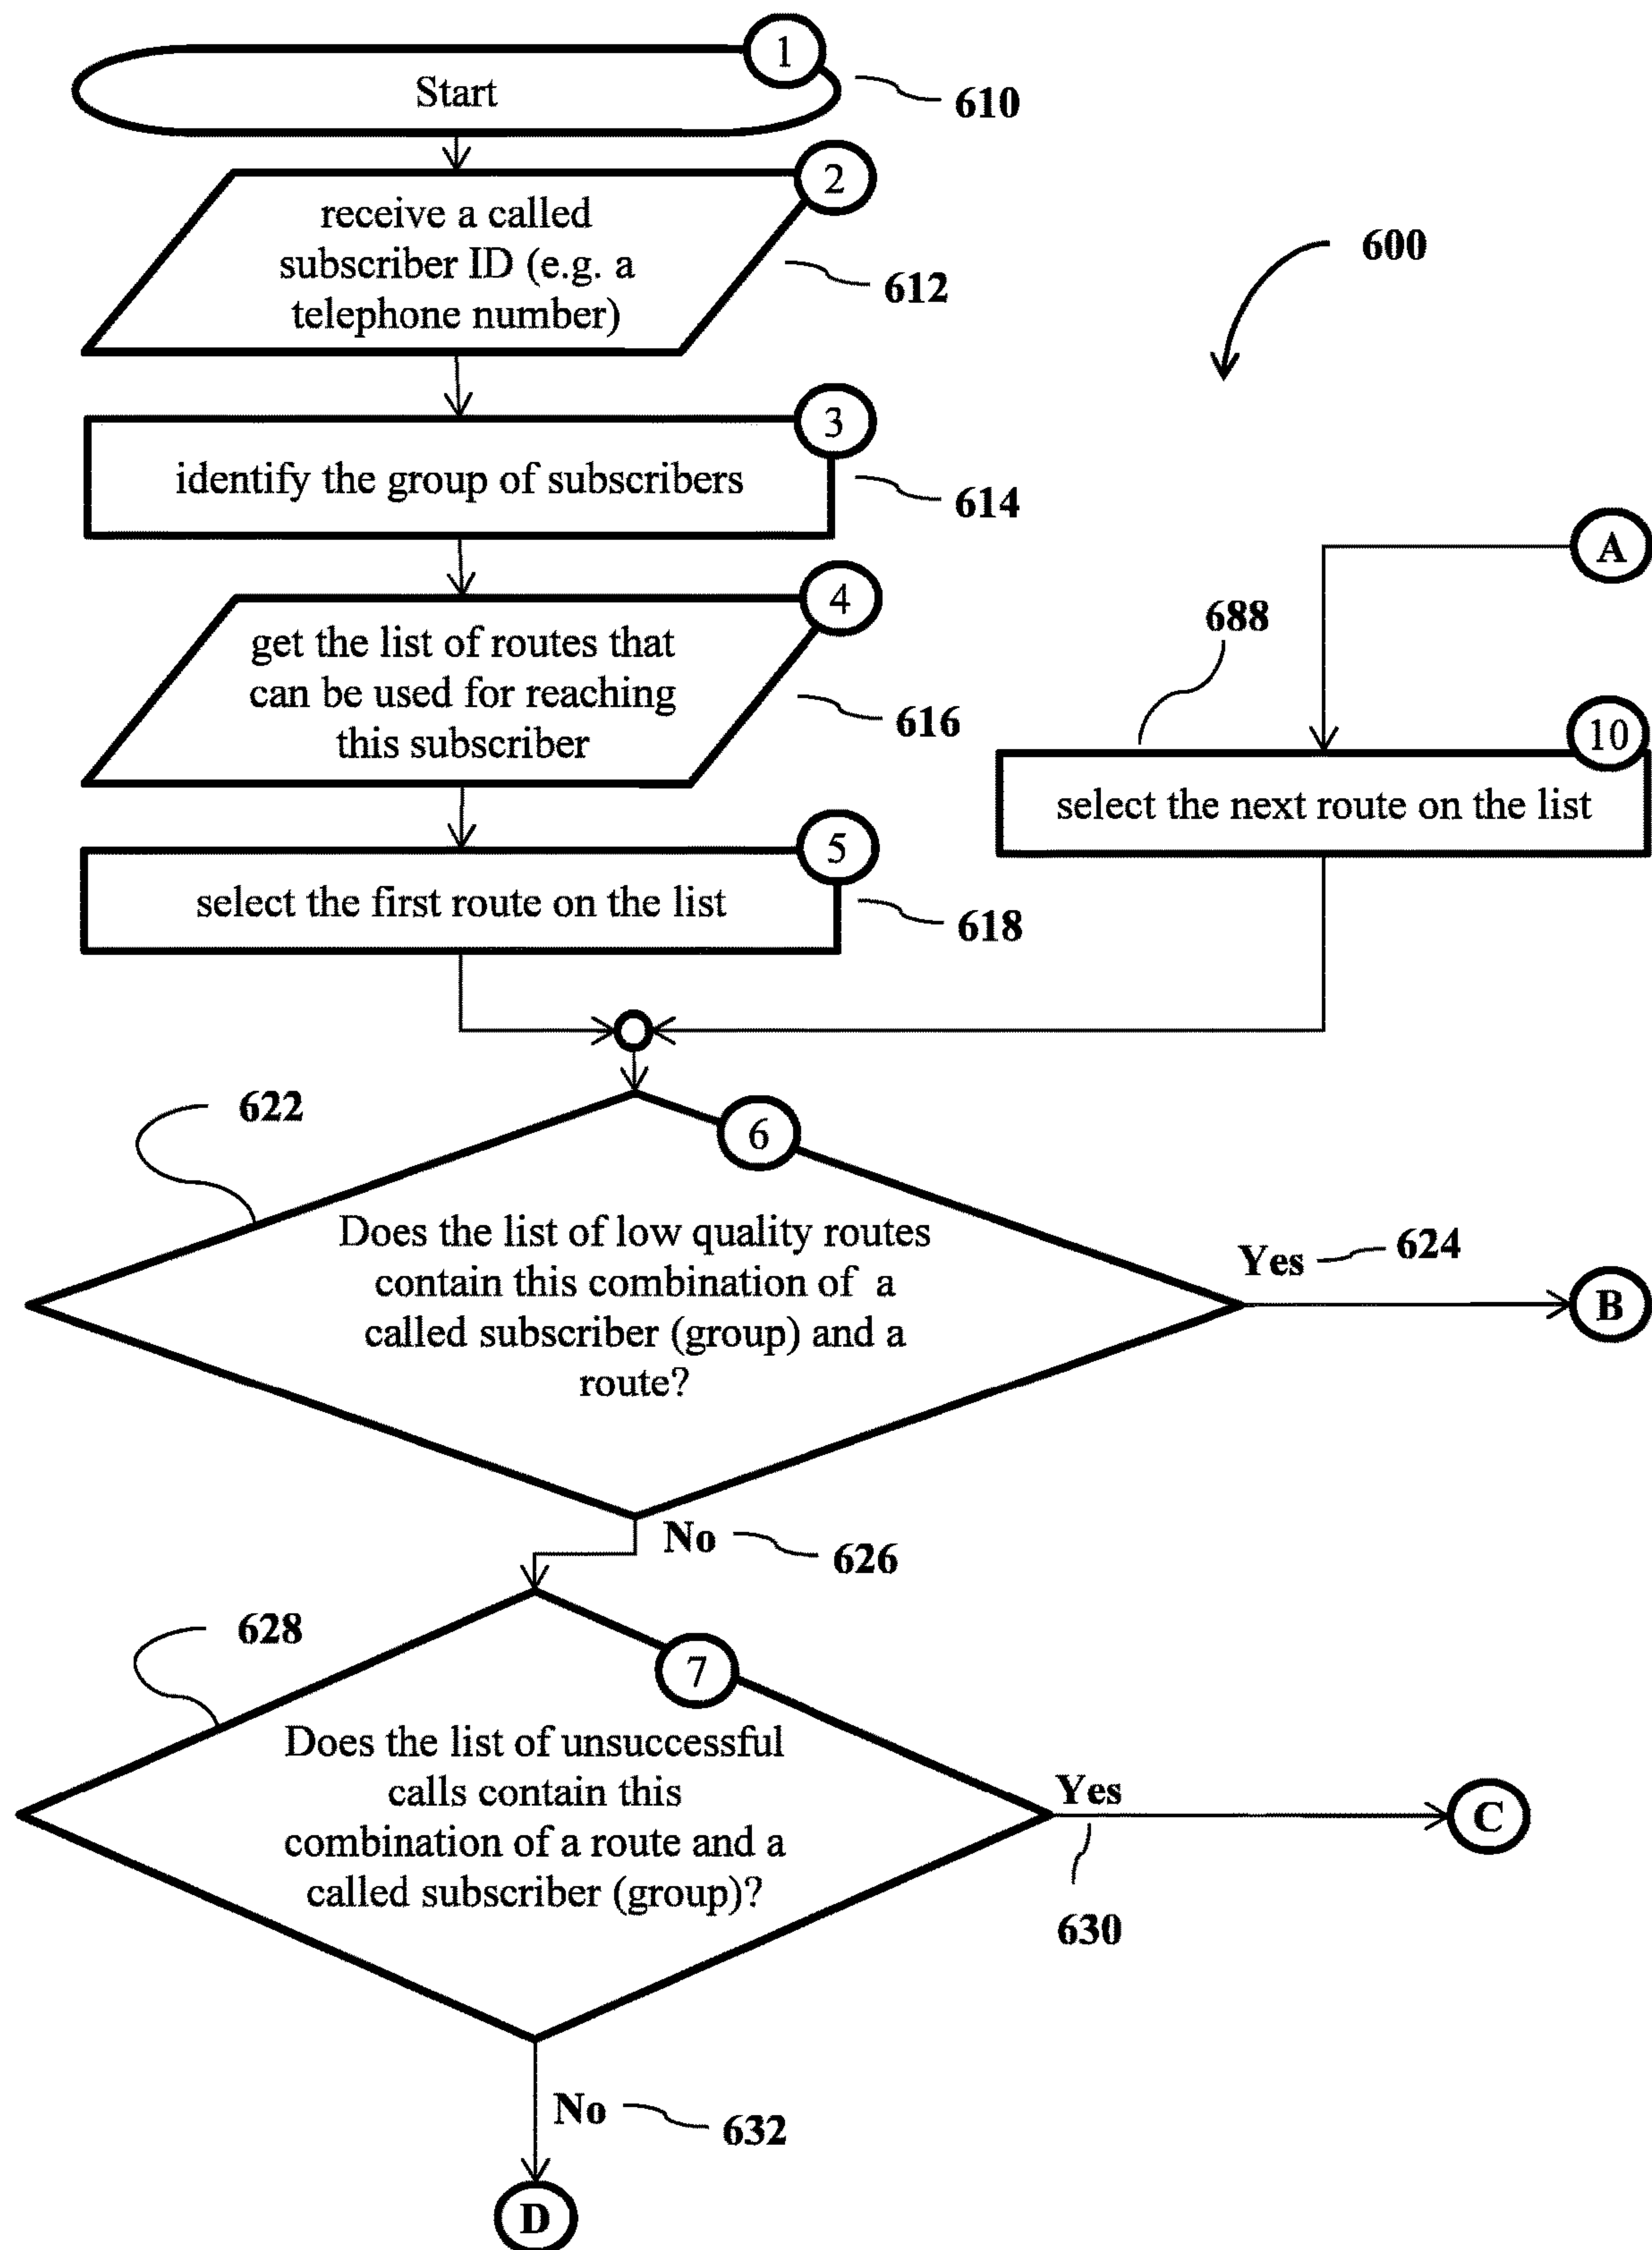 1
Start
610
2
receive a called
subscriber ID (e.g. a
telephone number)
612
600
3
identify the group of subscribers
614
A
4
get the list of routes that
can be used for reaching
this subscriber
616
688
10
select the next route on the list
5
select the first route on the list
618
622
6
Does the list of low quality routes
contain this combination of a
called subscriber (group) and a
route?
Yes
624
B
No
626
628
7
Does the list of unsuccessful
calls contain this
combination of a route and a
called subscriber (group)?
Yes
630
C
No
632
D